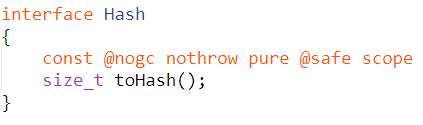 interface Hash
{
    const @nogc nothrow pure @safe scope
    size_t toHash();
}